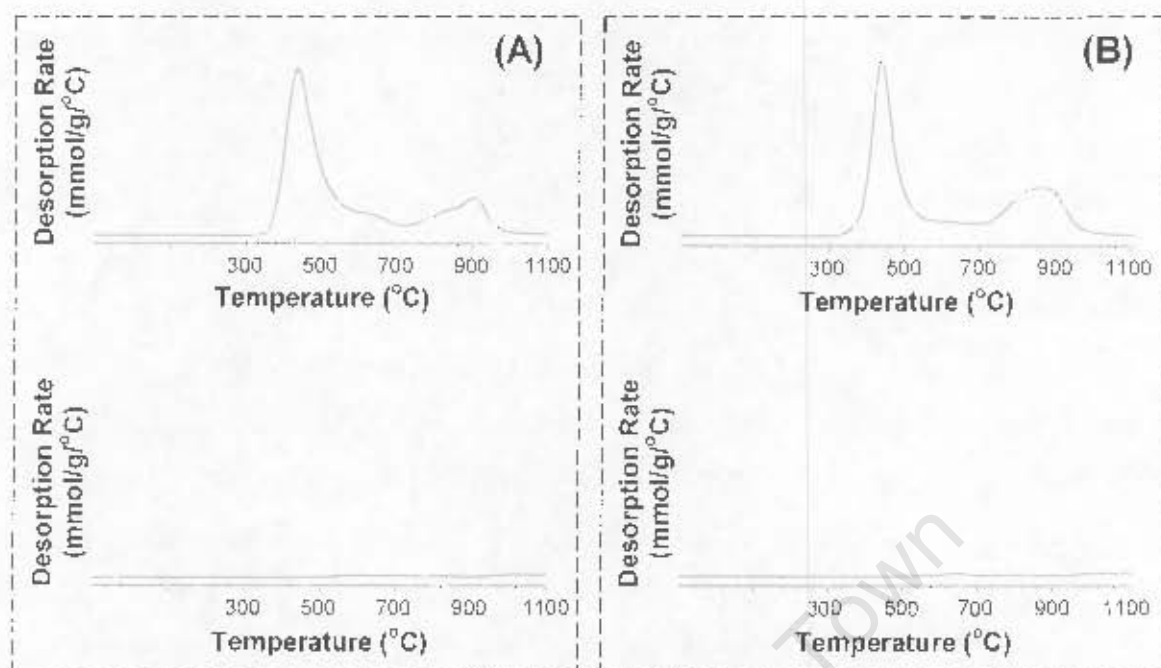 (A)
Desorption Rate
(mmol/g/°C)
300 500 700 900 1100
Temperature (°C)
(B)
Desorption Rate
(mmol/g/°C)
300 500 700 900 1100
Temperature (°C)
Desorption Rate
(mmol/g/°C)
300 500 700 900 1100
Temperature (°C)
Desorption Rate
(mmol/g/°C)
300 500 700 900 1100
Temperature (°C)
Town